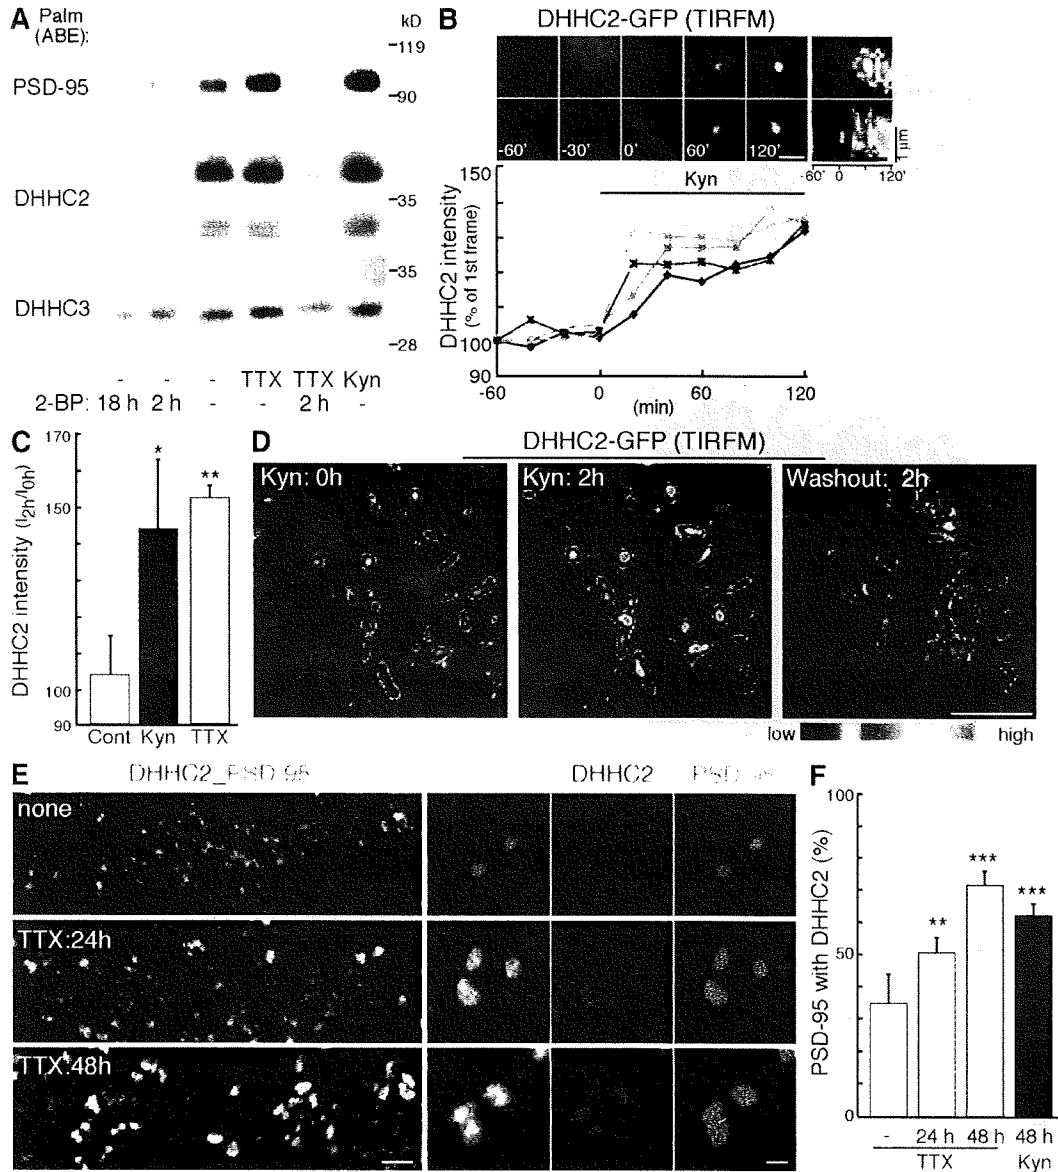 A Palm (ABE):
kD
119
PSD-95
90
DHHC2
35
35
DHHC3
28
- - - TTX TTX Kyn
2-BP: 18 h 2 h - - 2 h -
B DHHC2-GFP (TIRFM)
-60' -30' 0' 60' 120'
1 µm
-60' 0 120'
Kyn
150
100
90
DHHC2 intensity
(% of 1st frame)
-60 0 60 120
(min)
C
170
150
100
90
DHHC2 intensity (I2h/I0h)
* **
Cont Kyn TTX
D DHHC2-GFP (TIRFM)
Kyn: 0h Kyn: 2h Washout: 2h
low high
E DHHC2_PSD-95 DHHC2 PSD-95
none
TTX:24h
TTX:48h
F
100
50
0
PSD-95 with DHHC2 (%)
** *** ***
- 24 h 48 h 48 h
TTX Kyn